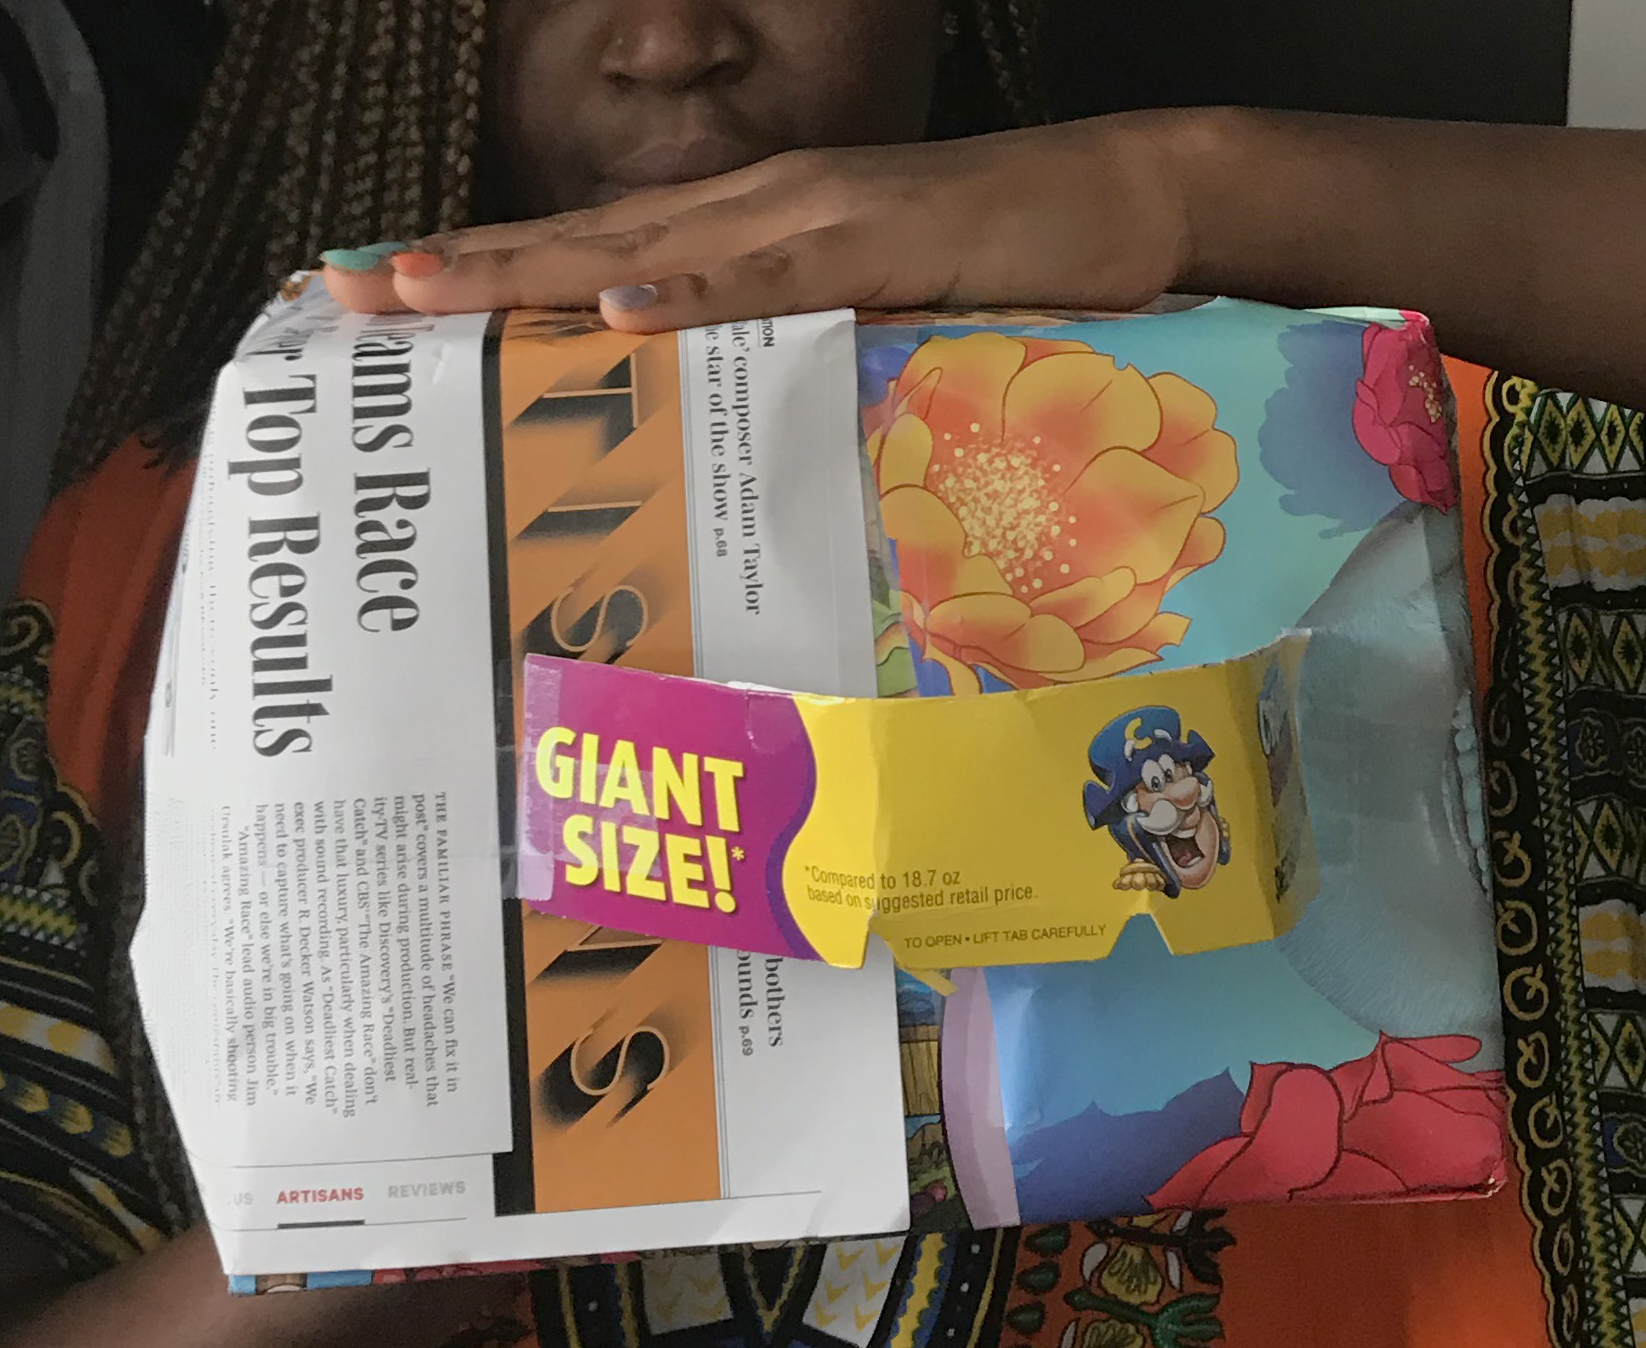 Teams Race
Top Results
THE FAMILIAR PHRASE "We can fix it in
post" covers a multitude of headaches that
might arise during production. But real-
ity-TV series like Discovery's "Deadliest
Catch" and CBS' "The Amazing Race" don't
have that luxury, particularly when dealing
with sound recording. As "Deadliest Catch"
exec producer R. Decker Watson says, "We
need to capture what's going on when it
happens — or else we're in big trouble."
"Amazing Race" lead audio person Jim
Ursulak agrees. "We're basically shooting
US ARTISANS REVIEWS
TISANS
ale' composer Adam Taylor
e star of the show p.68
bothers
ounds p.69
GIANT
SIZE!*
*Compared to 18.7 oz
based on suggested retail price.
TO OPEN • LIFT TAB CAREFULLY
C